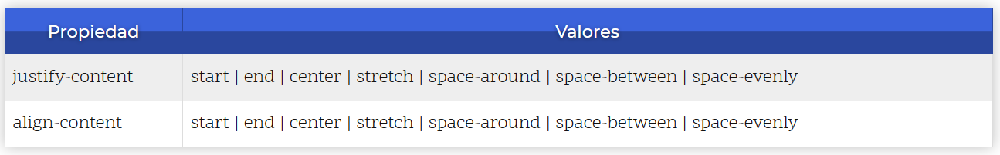 Propiedad Valores
justify-content start | end | center | stretch | space-around | space-between | space-evenly
align-content start | end | center | stretch | space-around | space-between | space-evenly